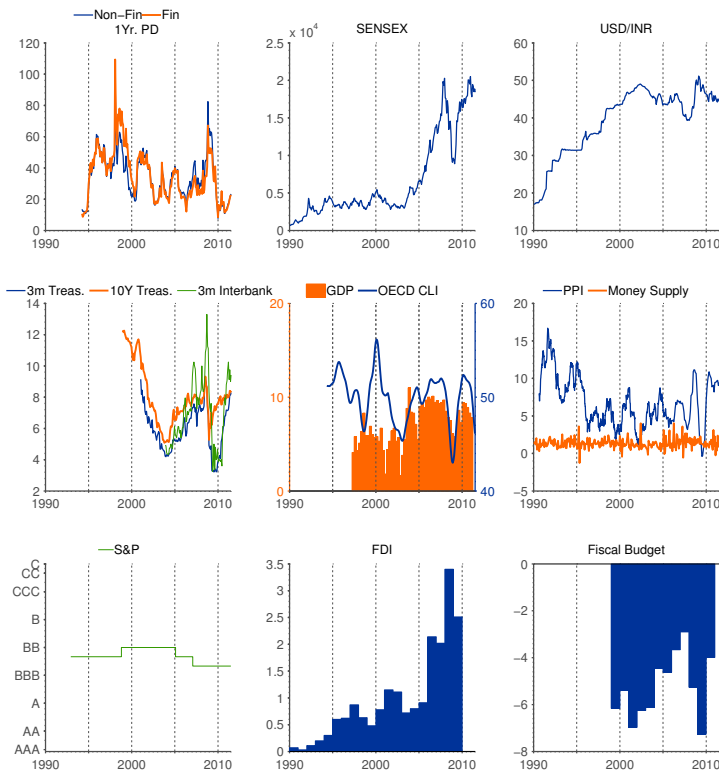 Non-Fin Fin
1Yr. PD
120
100
80
60
40
20
0
1990 2000 2010
SENSEX
x 10^4
2.5
2
1.5
1
0.5
0
1990 2000 2010
USD/INR
60
50
40
30
20
10
1990 2000 2010
3m Treas. 10Y Treas. 3m Interbank
14
12
10
8
6
4
2
1990 2000 2010
GDP OECD CLI
20 60
10 50
0 40
1990 2000 2010
PPI Money Supply
20
15
10
5
0
−5
1990 2000 2010
S&P
C
CC
CCC
B
BB
BBB
A
AA
AAA
1990 2000 2010
FDI
3.5
3
2.5
2
1.5
1
0.5
0
1990 2000 2010
Fiscal Budget
0
−2
−4
−6
−8
1990 2000 2010